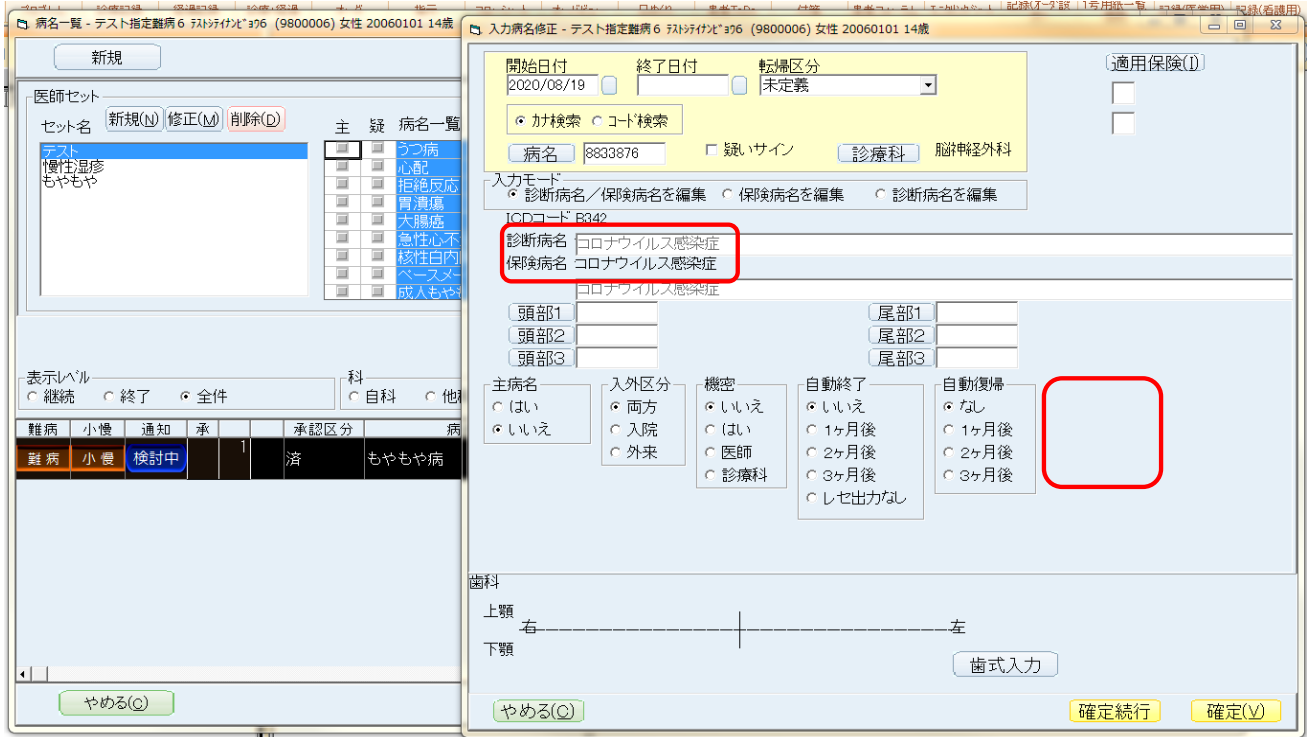 病名一覧 - テスト指定難病6 ﾃｽﾄｼﾃｲﾅﾝﾋﾞｮｳ6 (9800006) 女性 20060101 14歳
新規
医師セット
セット名 新規(N) 修正(M) 削除(D)
主 疑 病名一覧
テスト
慢性湿疹
もやもや
うつ病
心配
拒絶反応
胃潰瘍
大腸癌
急性心不
核性白内
ペースメー
成人もや
表示レベル
継続 終了 全件
科
自科 他
難病 小慢 通知 承 承認区分 病
難病 小慢 検討中 1 済 もやもや病
やめる(C)
入力病名修正 - テスト指定難病6 ﾃｽﾄｼﾃｲﾅﾝﾋﾞｮｳ6 (9800006) 女性 20060101 14歳
開始日付 終了日付 転帰区分
2020/08/19 未定義
適用保険(I)
カナ検索 コード検索
病名 8833876 疑いサイン 診療科 脳神経外科
入力モード
診断病名／保険病名を編集 保険病名を編集 診断病名を編集
ICDコード B342
診断病名 コロナウイルス感染症
保険病名 コロナウイルス感染症
コロナウイルス感染症
頭部1 尾部1
頭部2 尾部2
頭部3 尾部3
主病名
はい
いいえ
入外区分
両方
入院
外来
機密
いいえ
はい
医師
診療科
自動終了
いいえ
1ヶ月後
2ヶ月後
3ヶ月後
レセ出力なし
自動復帰
なし
1ヶ月後
2ヶ月後
3ヶ月後
歯科
上顎
右 左
下顎
歯式入力
やめる(C) 確定続行 確定(V)